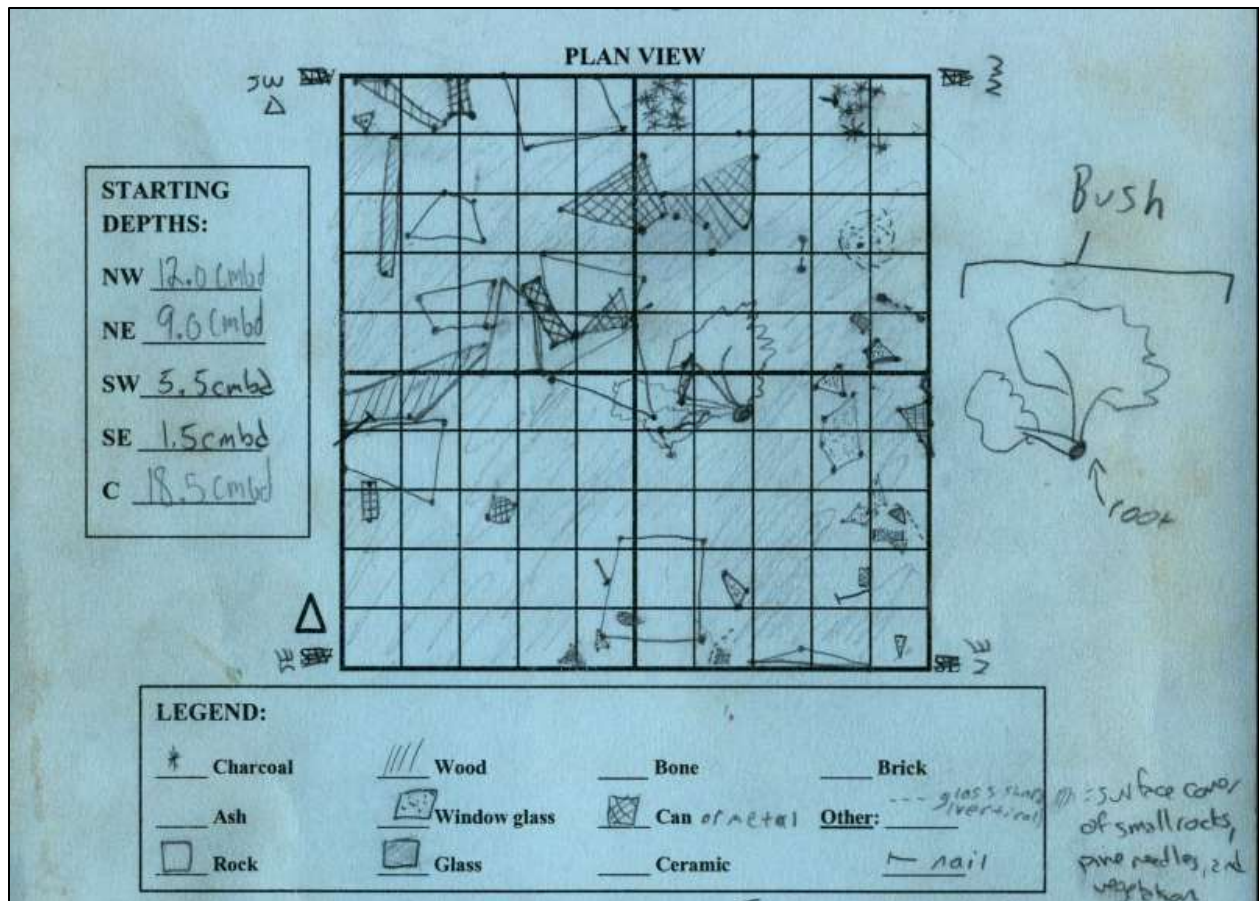 PLAN VIEW
SW
NW
STARTING
DEPTHS:
NW 12.0 cmbd
NE 9.0 cmbd
SW 5.5 cmbd
SE 1.5 cmbd
C 18.5 cmbd
Bush
root
SE
NE
LEGEND:
Charcoal
Wood
Bone
Brick
Ash
Window glass
Can or metal
Other:
glass shard
(vertical)
Rock
Glass
Ceramic
nail
= surface cover
of small rocks,
pine needles, and
vegetation